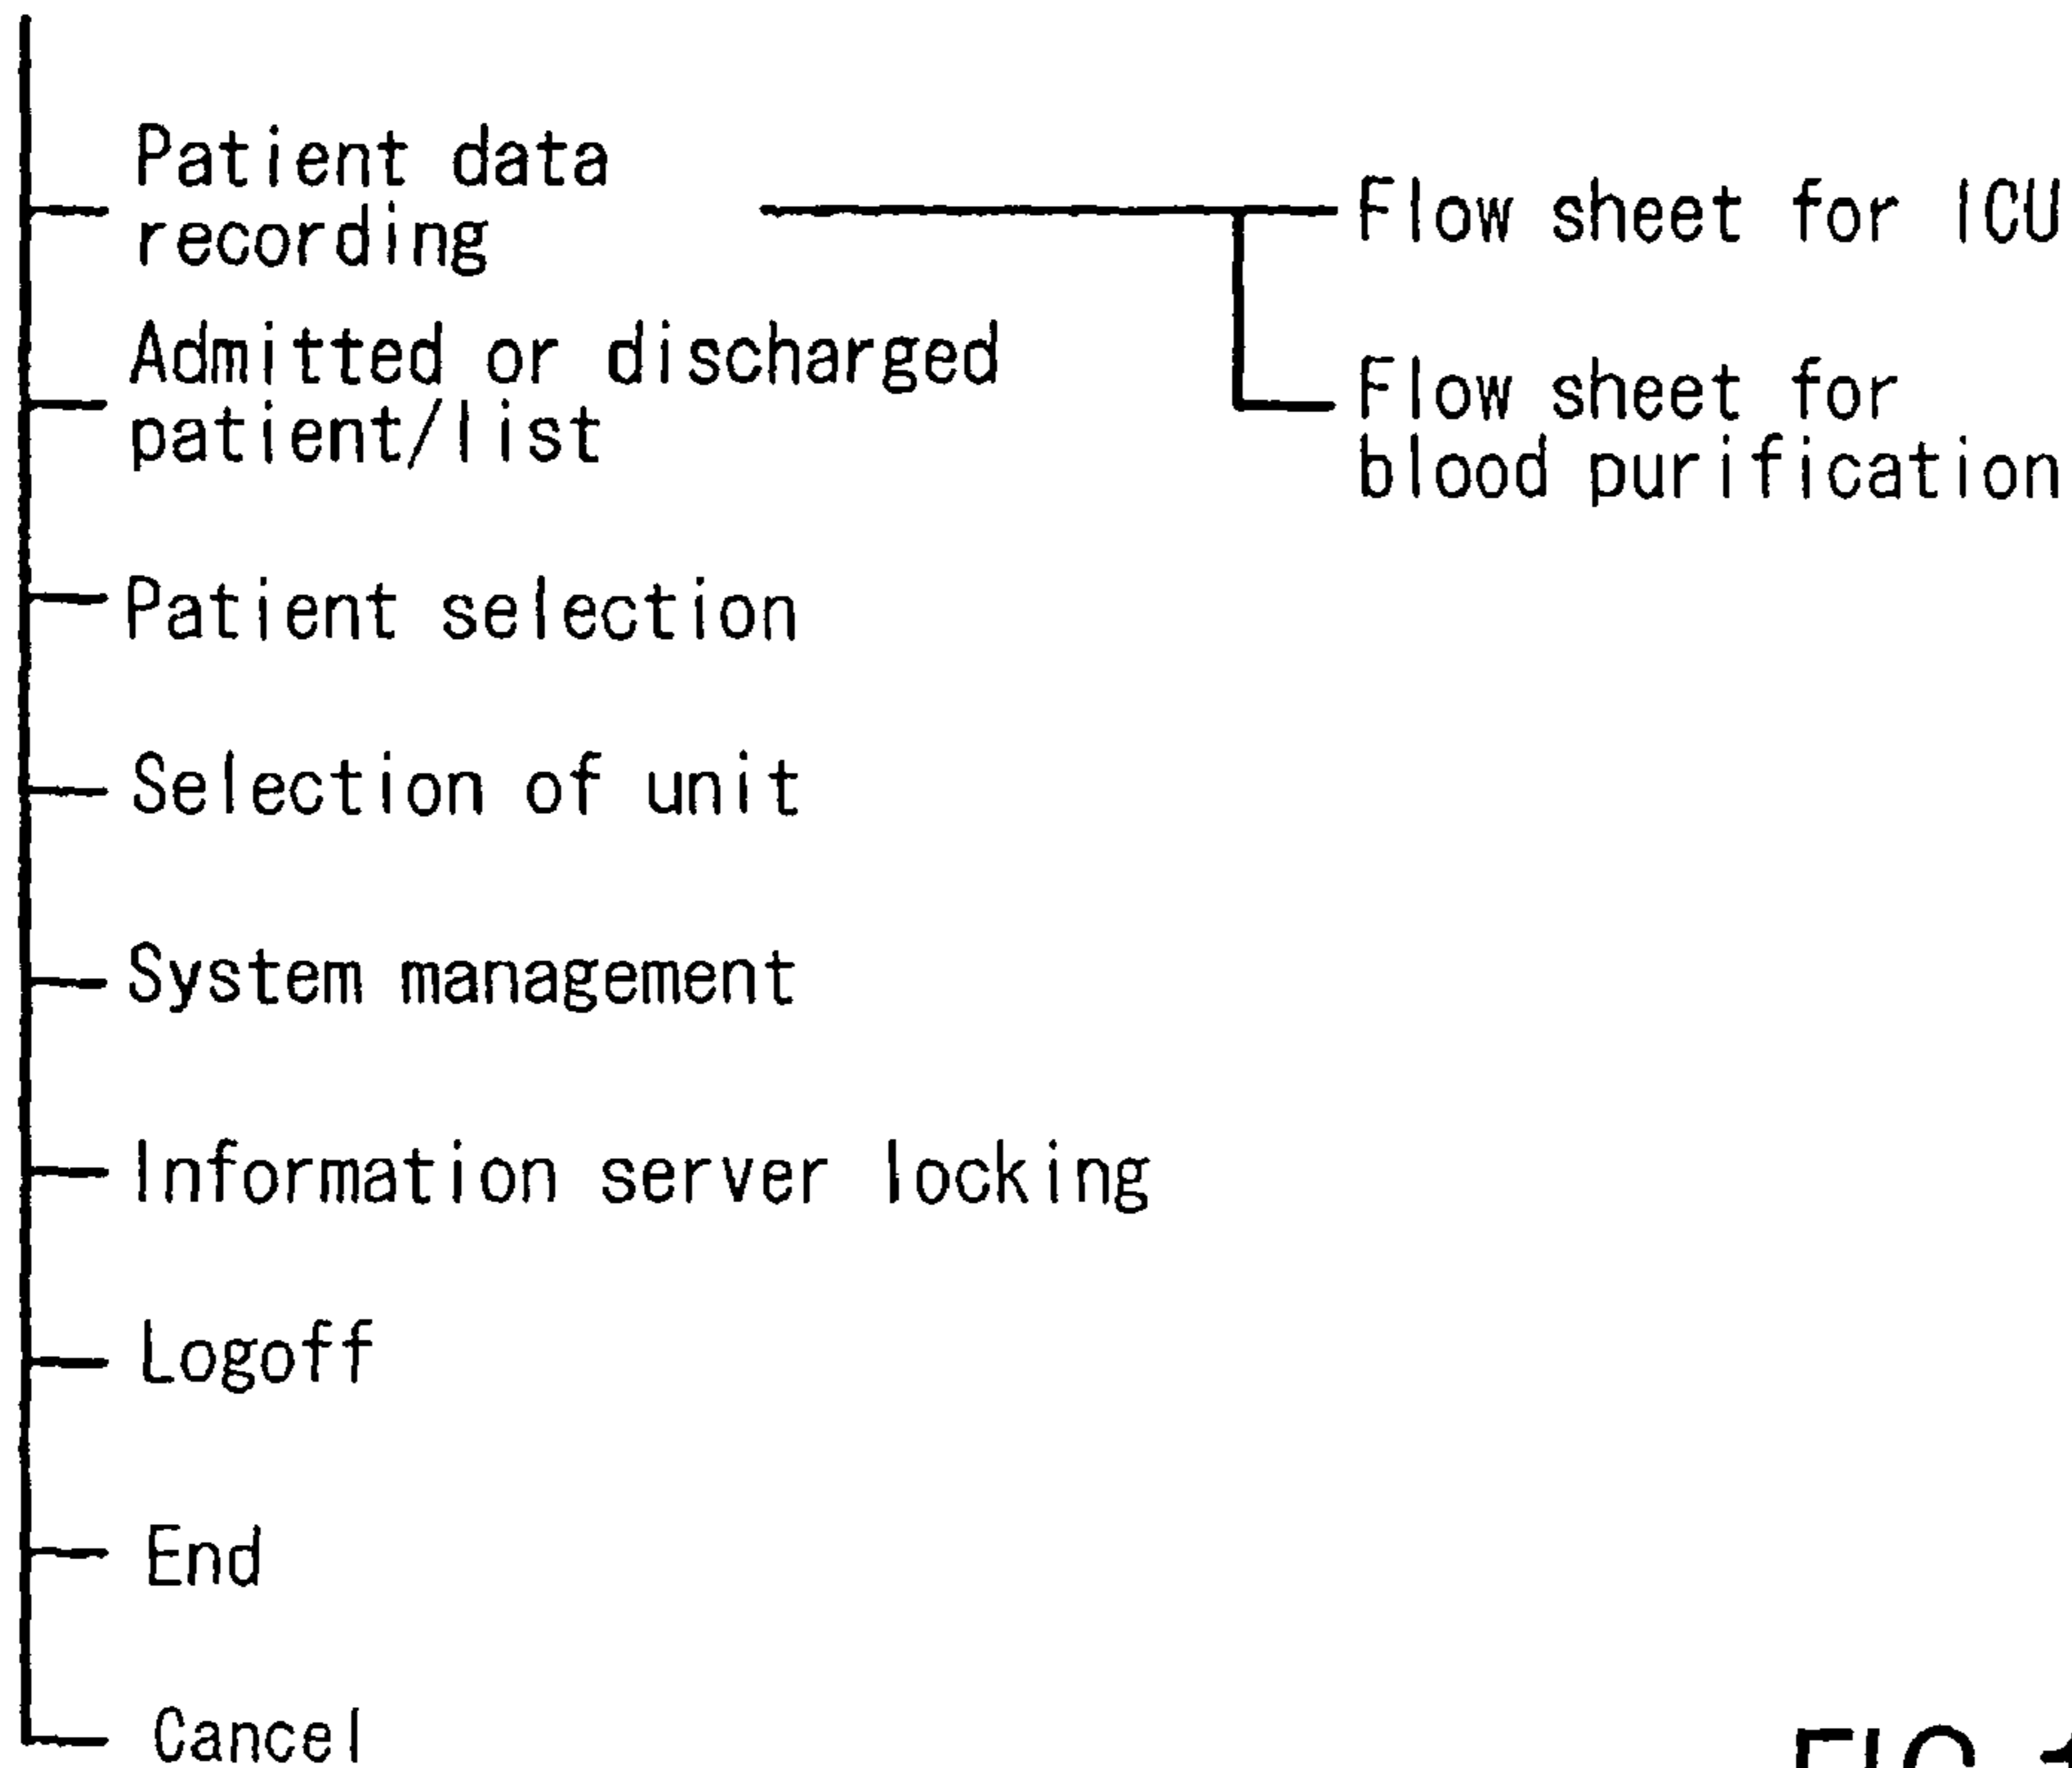 Patient data
recording
Flow sheet for ICU
Admitted or discharged
patient/list
Flow sheet for
blood purification
Patient selection
Selection of unit
System management
Information server locking
Logoff
End
Cancel